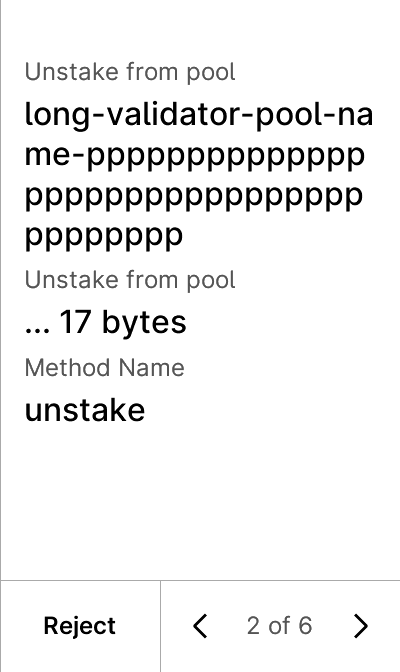 Unstake from pool
long-validator-pool-na
me-pppppppppppppp
ppppppppppppppppp
pppppppp
Unstake from pool
... 17 bytes
Method Name
unstake
Reject
2 of 6